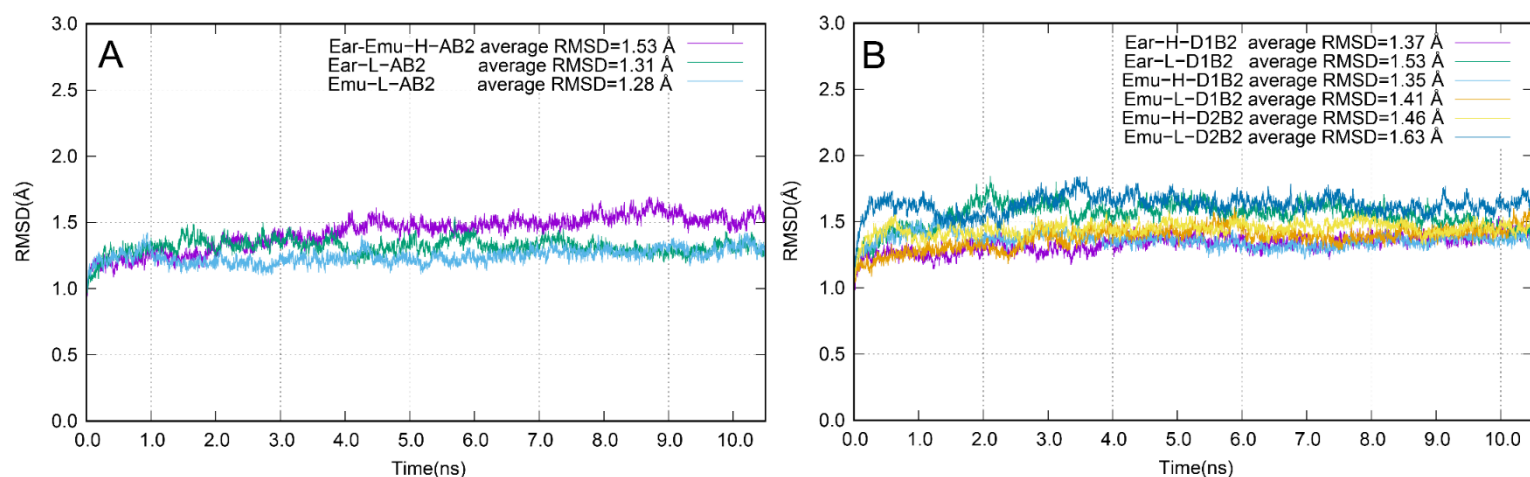 A
Ear-Emu-H-AB2 average RMSD=1.53 Å
Ear-L-AB2 average RMSD=1.31 Å
Emu-L-AB2 average RMSD=1.28 Å
3.0
2.5
2.0
1.5
1.0
0.5
0.0
RMSD(Å)
0.0 1.0 2.0 3.0 4.0 5.0 6.0 7.0 8.0 9.0 10.0
Time(ns)
B
Ear-H-D1B2 average RMSD=1.37 Å
Ear-L-D1B2 average RMSD=1.53 Å
Emu-H-D1B2 average RMSD=1.35 Å
Emu-L-D1B2 average RMSD=1.41 Å
Emu-H-D2B2 average RMSD=1.46 Å
Emu-L-D2B2 average RMSD=1.63 Å
3.0
2.5
2.0
1.5
1.0
0.5
0.0
RMSD(Å)
0.0 1.0 2.0 3.0 4.0 5.0 6.0 7.0 8.0 9.0 10.0
Time(ns)